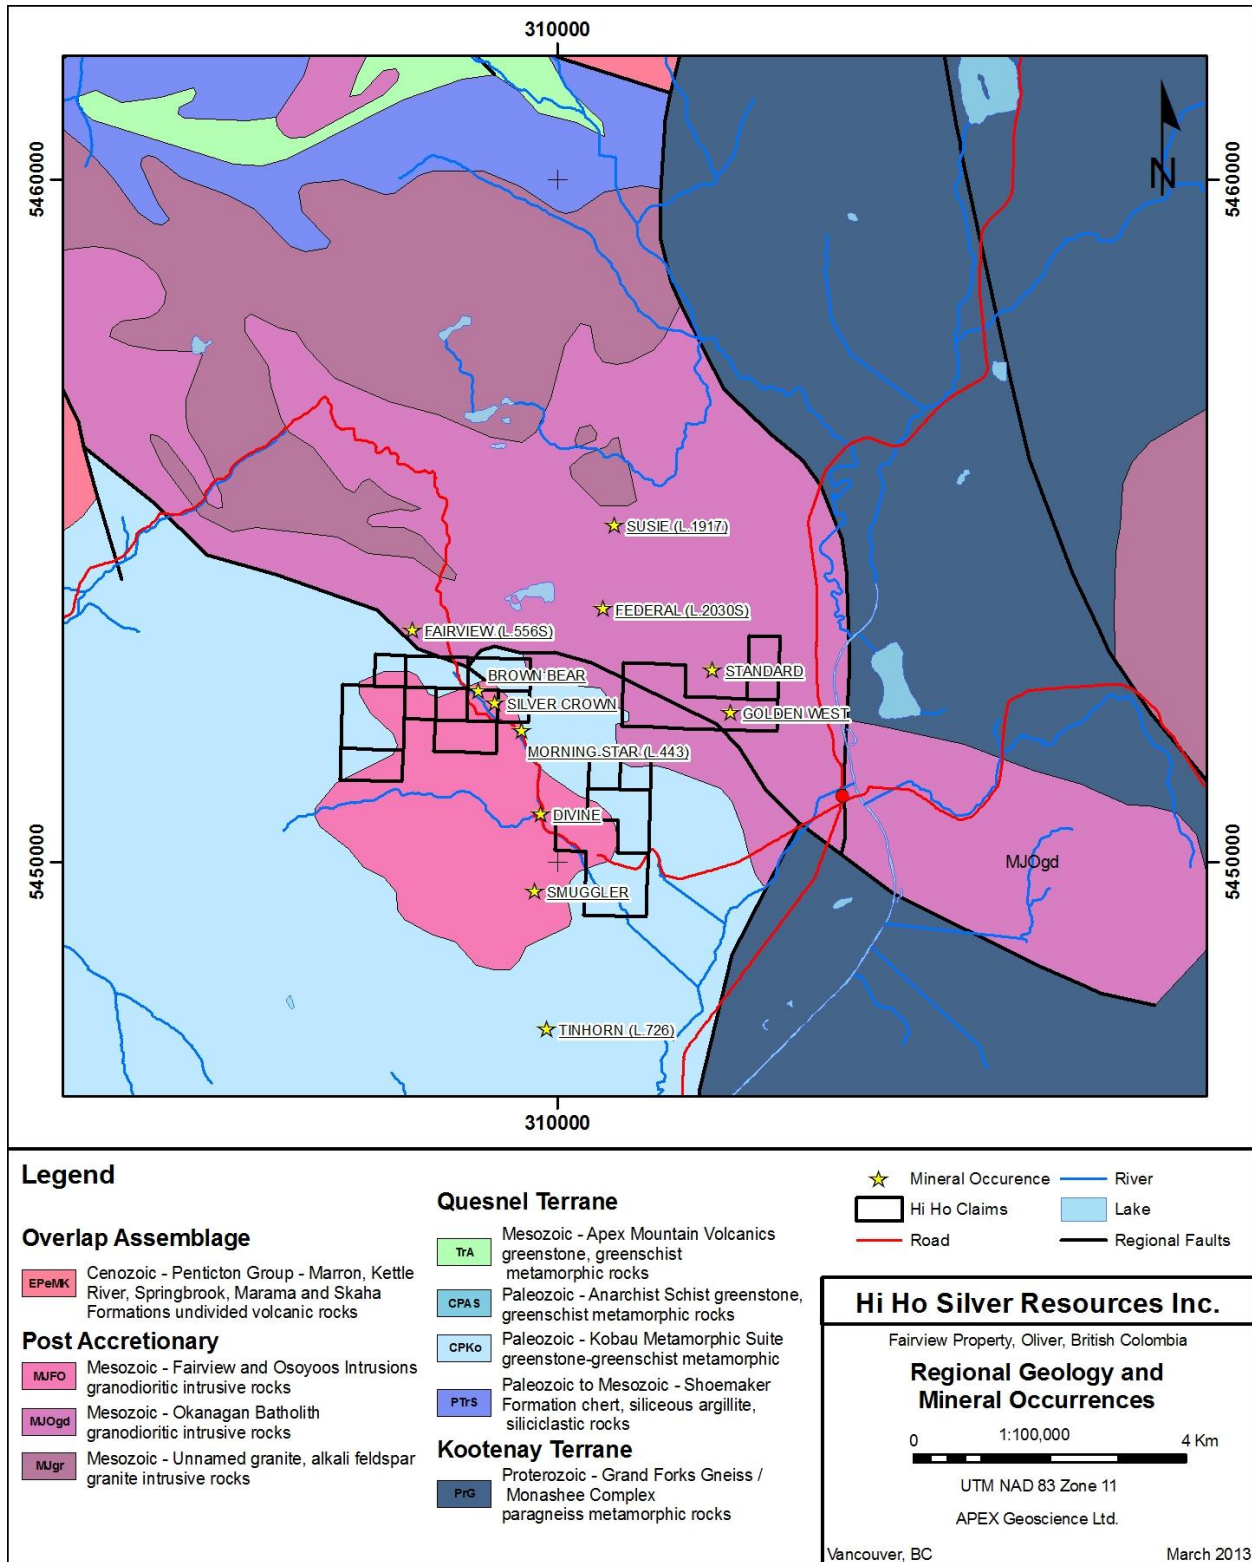 310000
5460000
5460000
N
SUSIE (L.1917)
FEDERAL (L.2030S)
FAIRVIEW (L.556S)
BROWN BEAR
STANDARD
SILVER CROWN
GOLDEN WEST
MORNING STAR (L.443)
DIVINE
5450000
MJOgd
5450000
SMUGGLER
TINHORN (L.726)
310000
Legend
Overlap Assemblage
EPeMK
Cenozoic - Penticton Group - Marron, Kettle
River, Springbrook, Marama and Skaha
Formations undivided volcanic rocks
Post Accretionary
MJFO
Mesozoic - Fairview and Osoyoos Intrusions
granodioritic intrusive rocks
MJOgd
Mesozoic - Okanagan Batholith
granodioritic intrusive rocks
MJgr
Mesozoic - Unnamed granite, alkali feldspar
granite intrusive rocks
Quesnel Terrane
TrA
Mesozoic - Apex Mountain Volcanics
greenstone, greenschist
metamorphic rocks
CPAS
Paleozoic - Anarchist Schist greenstone,
greenschist metamorphic rocks
CPKo
Paleozoic - Kobau Metamorphic Suite
greenstone-greenschist metamorphic
PTrS
Paleozoic to Mesozoic - Shoemaker
Formation chert, siliceous argillite,
siliciclastic rocks
Kootenay Terrane
PrG
Proterozoic - Grand Forks Gneiss /
Monashee Complex
paragneiss metamorphic rocks
Mineral Occurence
River
Hi Ho Claims
Lake
Road
Regional Faults
Hi Ho Silver Resources Inc.
Fairview Property, Oliver, British Colombia
Regional Geology and
Mineral Occurrences
1:100,000
0
4 Km
UTM NAD 83 Zone 11
APEX Geoscience Ltd.
Vancouver, BC
March 2013